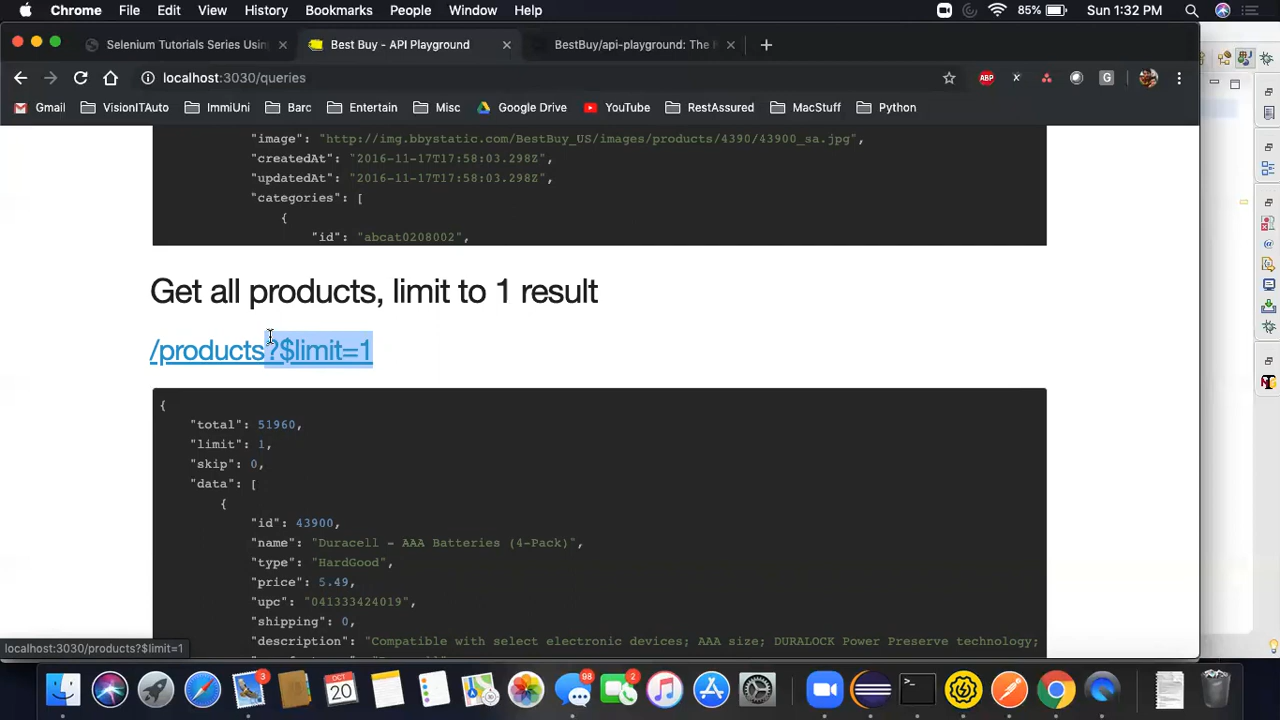 Chrome File Edit View History Bookmarks People Window Help 85% Sun 1:32 PM
Selenium Tutorials Series Usin Best Buy - API Playground BestBuy/api-playground: The
localhost:3030/queries
Gmail VisionITAuto ImmiUni Barc Entertain Misc Google Drive YouTube RestAssured MacStuff Python
"image": "http://img.bbystatic.com/BestBuy_US/images/products/4390/43900_sa.jpg",
"createdAt": "2016-11-17T17:58:03.298Z",
"updatedAt": "2016-11-17T17:58:03.298Z",
"categories": [
{
"id": "abcat0208002",
Get all products, limit to 1 result
/products?$limit=1
{
"total": 51960,
"limit": 1,
"skip": 0,
"data": [
{
"id": 43900,
"name": "Duracell - AAA Batteries (4-Pack)",
"type": "HardGood",
"price": 5.49,
"upc": "041333424019",
"shipping": 0,
"description": "Compatible with select electronic devices; AAA size; DURALOCK Power Preserve technology;
localhost:3030/products?$limit=1
3 OCT 20 98 2